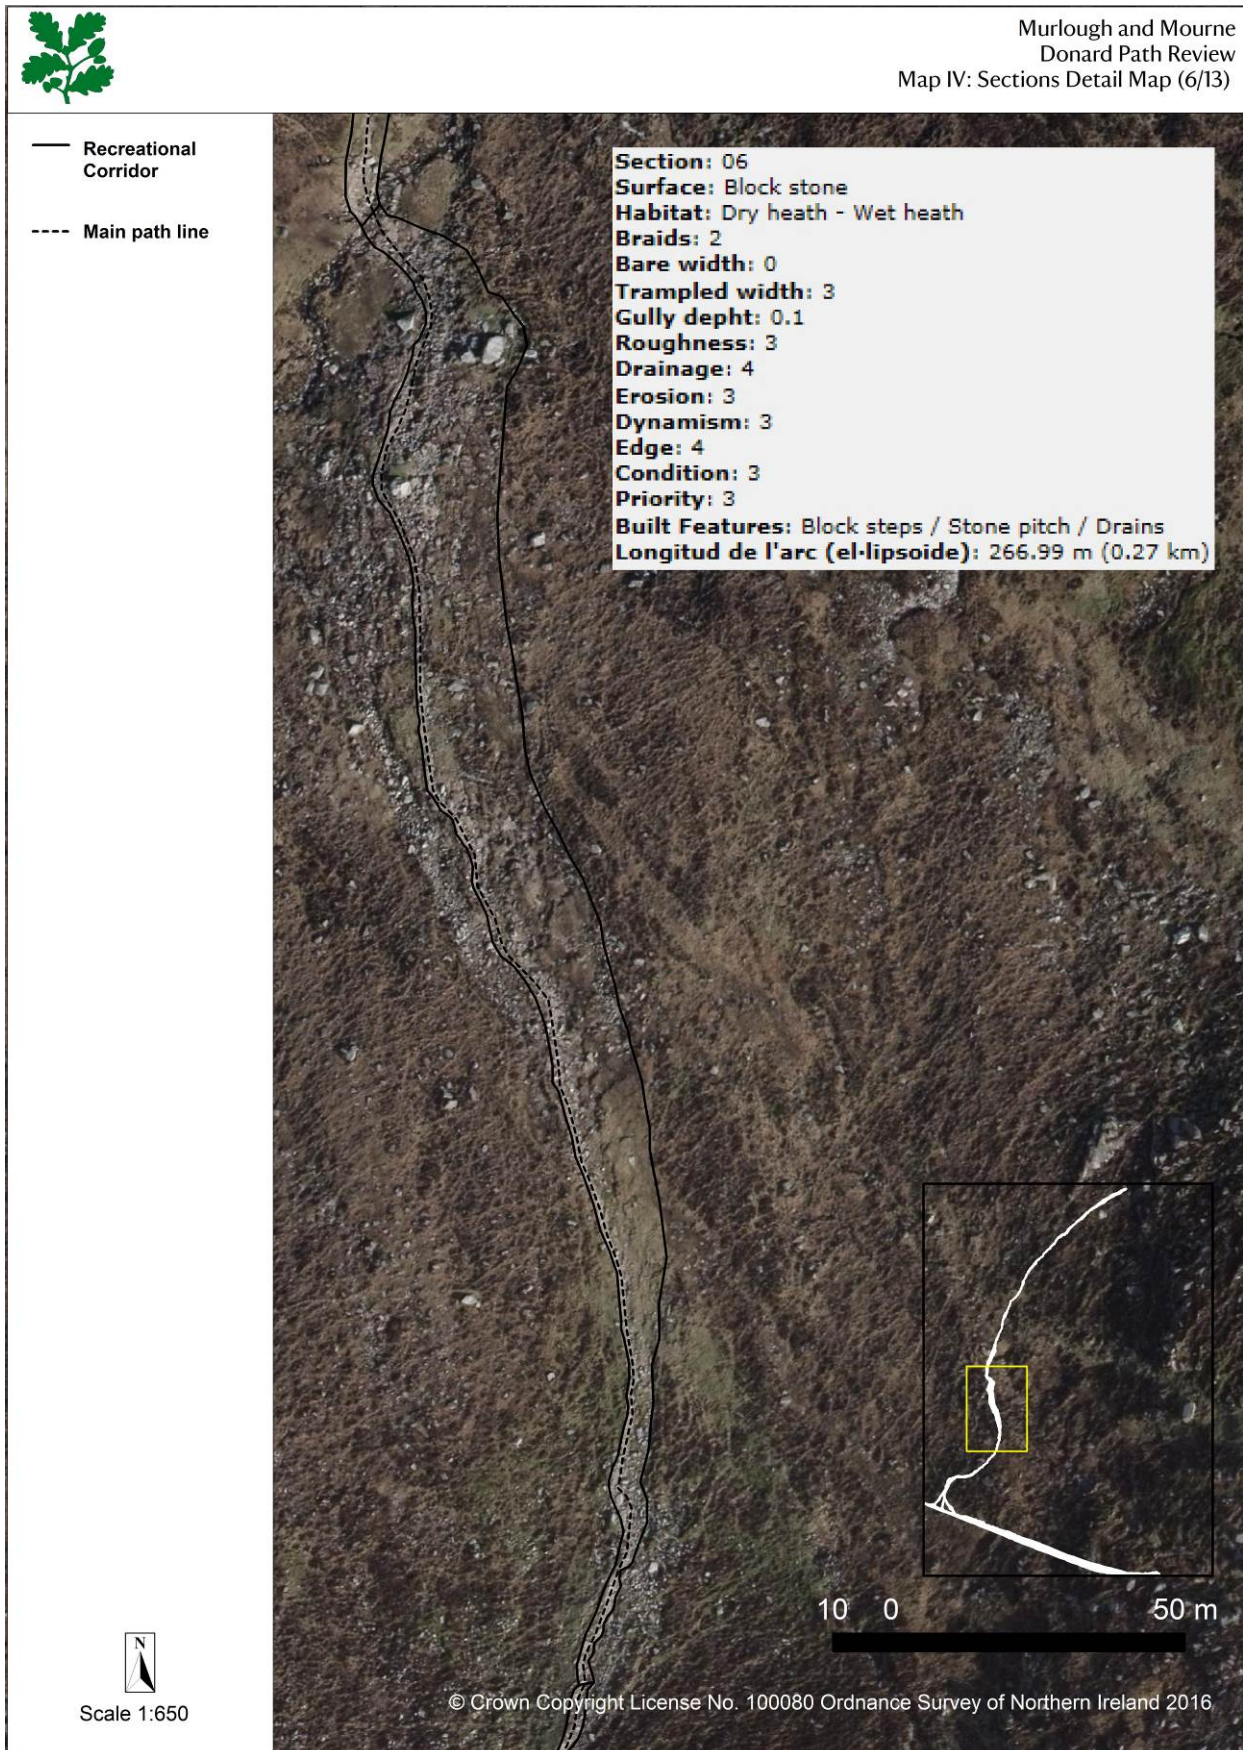 Murlough and Mourne
Donard Path Review
Map IV: Sections Detail Map (6/13)
Recreational
Corridor
Main path line
Section: 06
Surface: Block stone
Habitat: Dry heath - Wet heath
Braids: 2
Bare width: 0
Trampled width: 3
Gully depht: 0.1
Roughness: 3
Drainage: 4
Erosion: 3
Dynamism: 3
Edge: 4
Condition: 3
Priority: 3
Built Features: Block steps / Stone pitch / Drains
Longitud de l'arc (el·lipsoide): 266.99 m (0.27 km)
10 0 50 m
N
Scale 1:650
© Crown Copyright License No. 100080 Ordnance Survey of Northern Ireland 2016